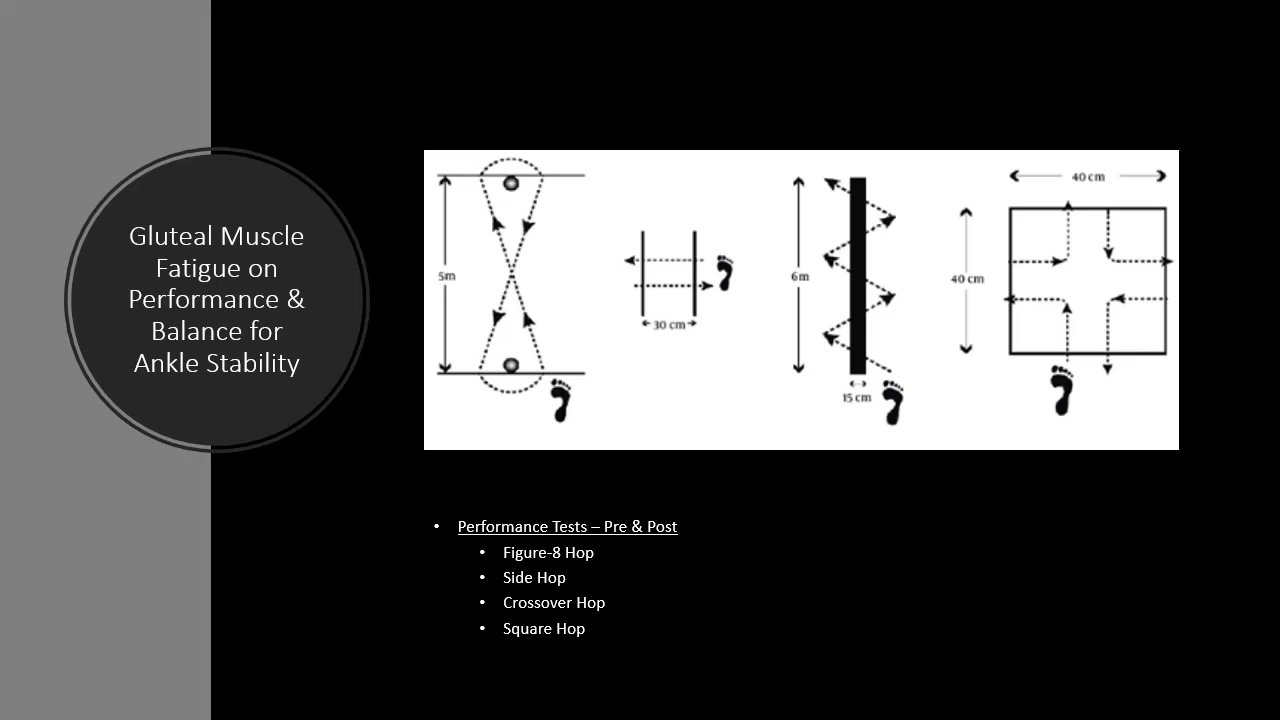 Gluteal Muscle
Fatigue on
Performance &
Balance for
Ankle Stability
5m
30 cm
6m
15 cm
40 cm
40 cm
• Performance Tests – Pre & Post
• Figure-8 Hop
• Side Hop
• Crossover Hop
• Square Hop